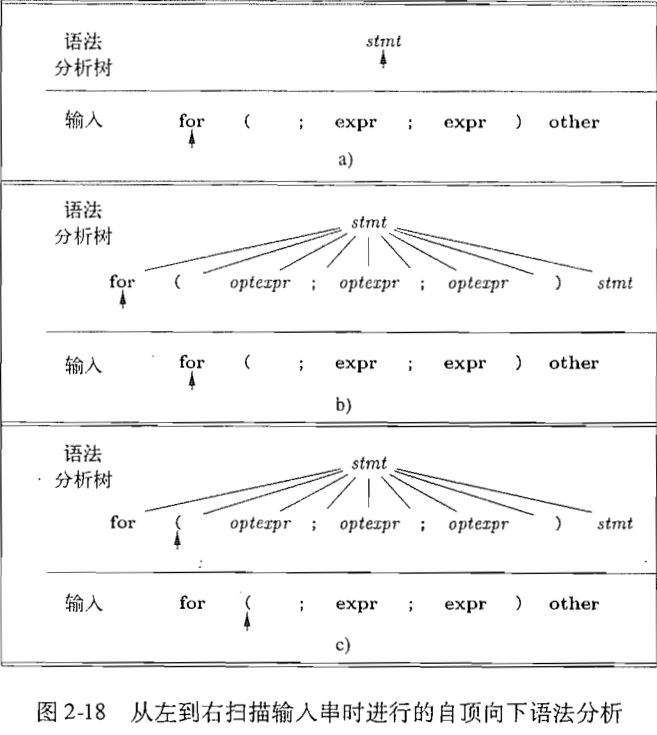 语法
分析树
stmt
输入 for ( ; expr ; expr ) other
a)
语法
分析树
stmt
for ( optexpr ; optexpr ; optexpr ) stmt
输入 for ( ; expr ; expr ) other
b)
语法
分析树
stmt
for ( optexpr ; optexpr ; optexpr ) stmt
输入 for ( ; expr ; expr ) other
c)
图 2-18 从左到右扫描输入串时进行的自顶向下语法分析